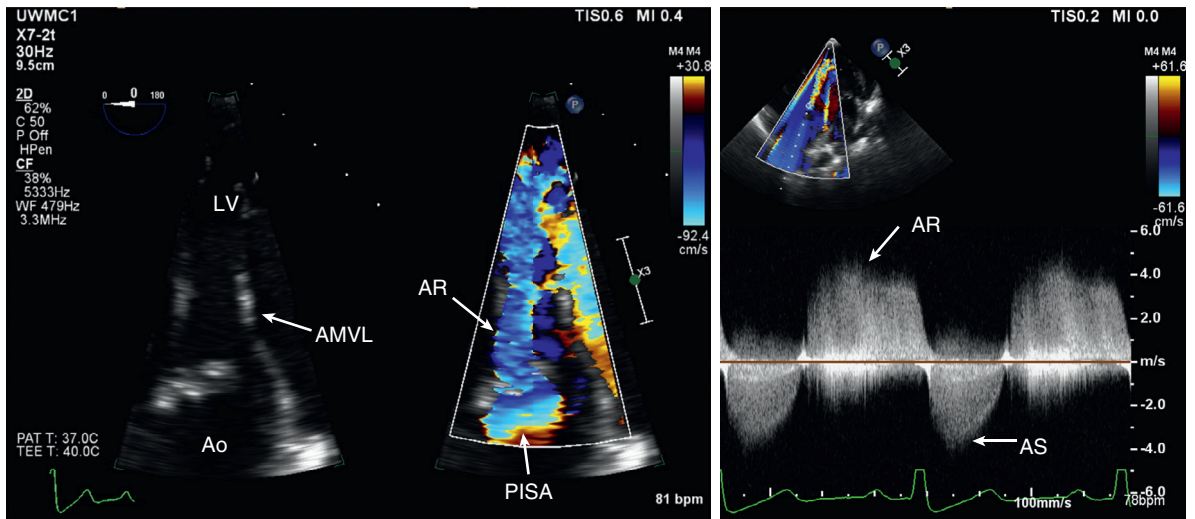 UWMC1
TIS0.6 MI 0.4
X7-2t
30Hz
9.5cm
M4 M4
+30.8
0 0 180
P
2D
62%
C 50
P Off
HPen
CF
38%
5333Hz
WF 479Hz
3.3MHz
LV
-92.4
cm/s
X3
AR
AMVL
Ao
PISA
PAT T: 37.0C
TEE T: 40.0C
81 bpm
TIS0.2 MI 0.0
M4 M4
+61.6
P
X3
-61.6
cm/s
AR
6.0
4.0
2.0
m/s
-2.0
AS
-4.0
-6.0
100mm/s
78bpm